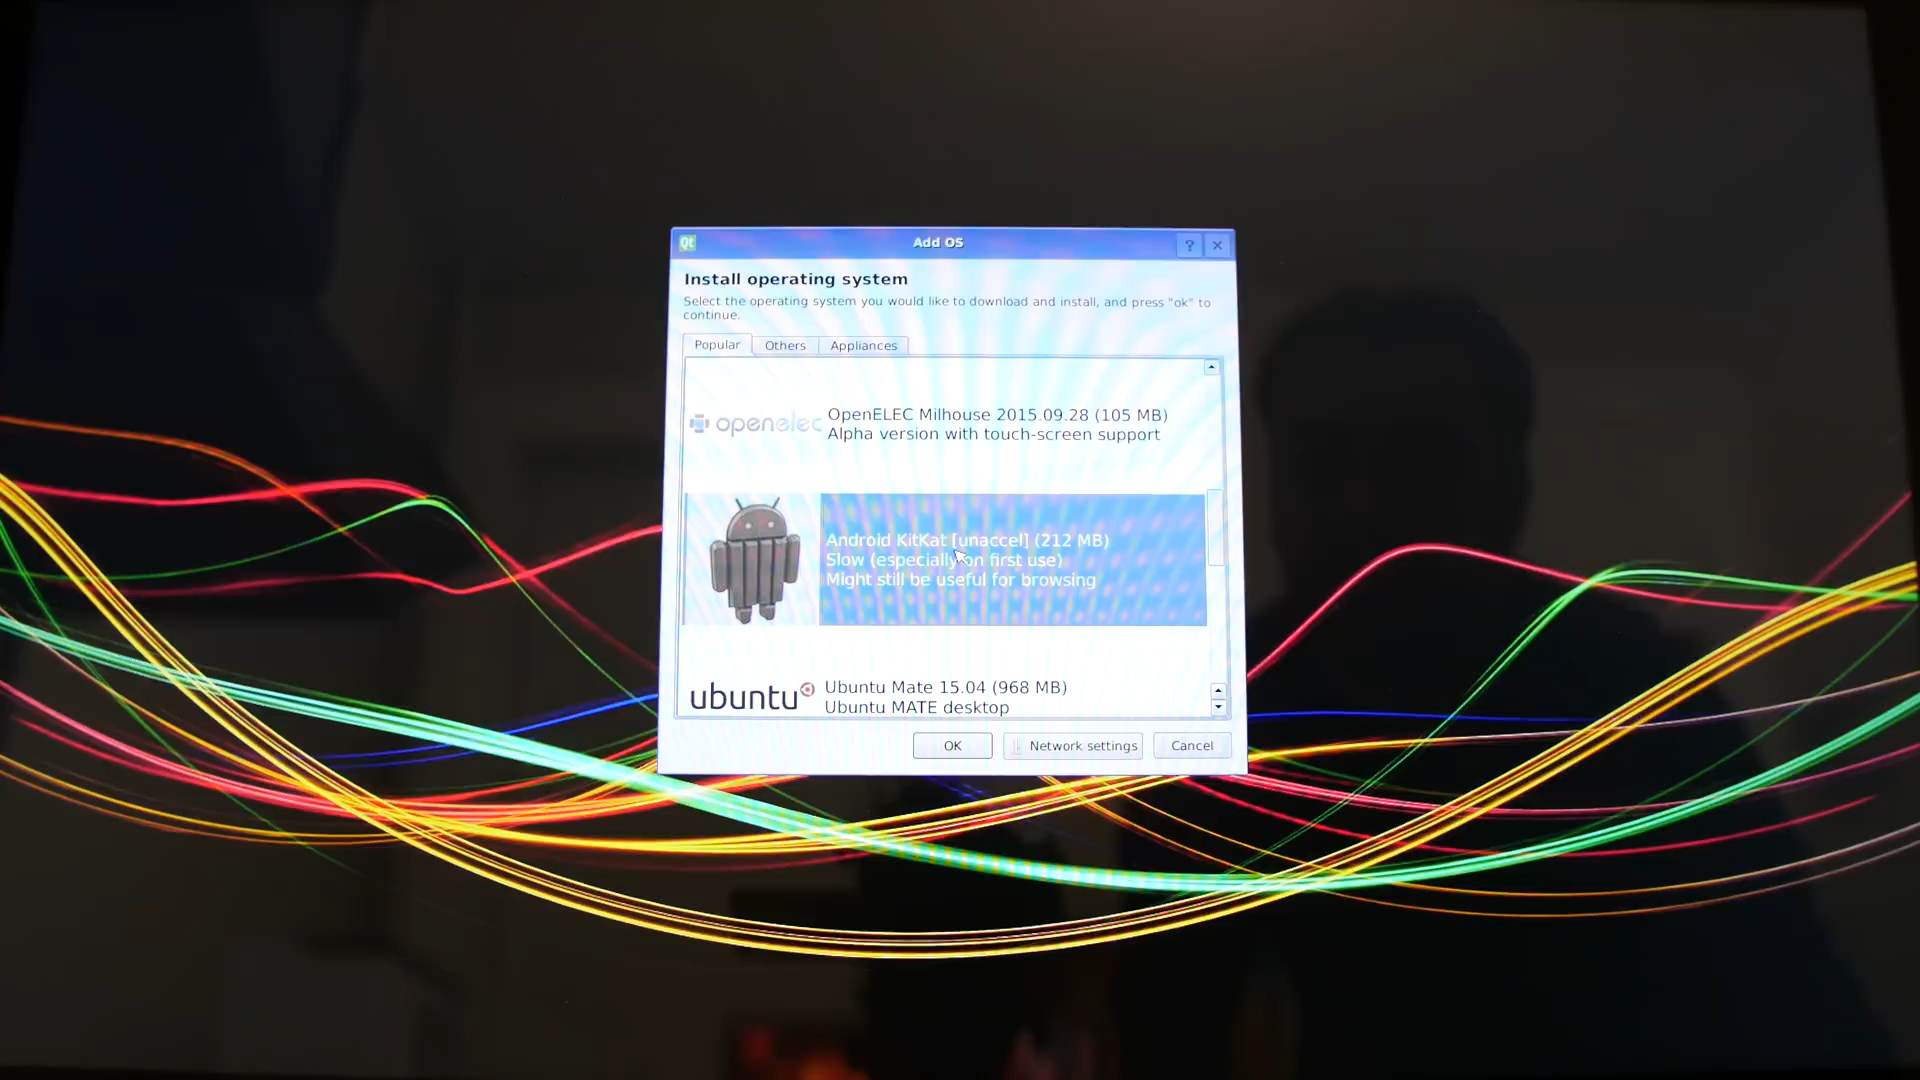 Qt
Add OS
?
Install operating system
Select the operating system you would like to download and install, and press "ok" to
continue.
Popular
Others
Appliances
openelec
OpenELEC Milhouse 2015.09.28 (105 MB)
Alpha version with touch-screen support
Android KitKat [unaccel] (212 MB)
Slow (especially on first use)
Might still be useful for browsing
ubuntu
Ubuntu Mate 15.04 (968 MB)
Ubuntu MATE desktop
OK
Network settings
Cancel